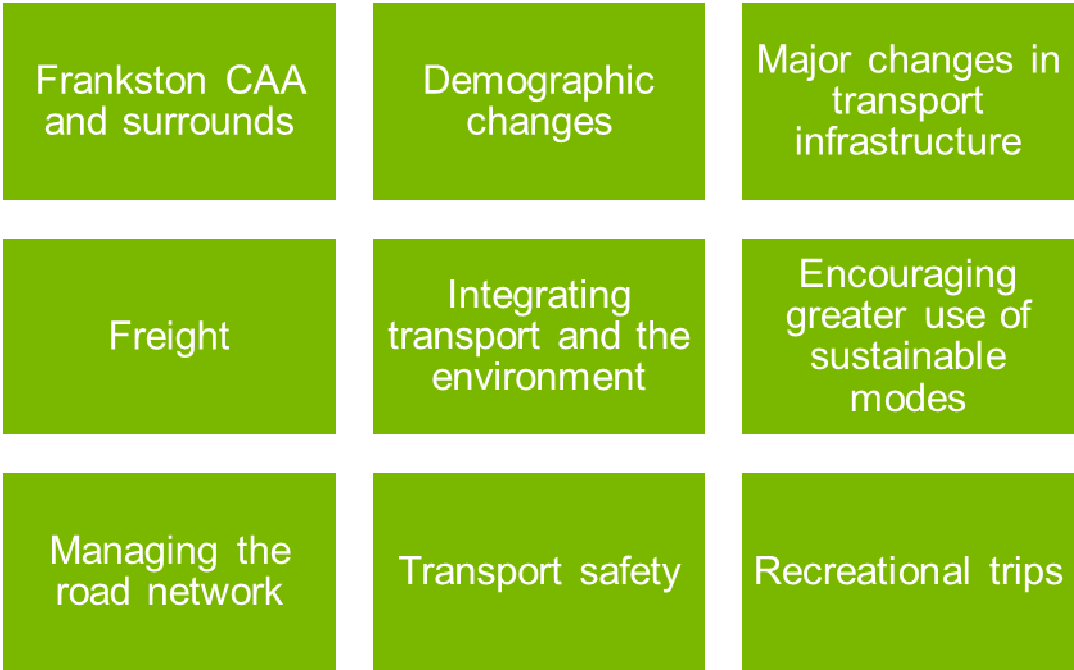 Frankston CAA
and surrounds
Demographic
changes
Major changes in
transport
infrastructure
Freight
Integrating
transport and the
environment
Encouraging
greater use of
sustainable
modes
Managing the
road network
Transport safety
Recreational trips